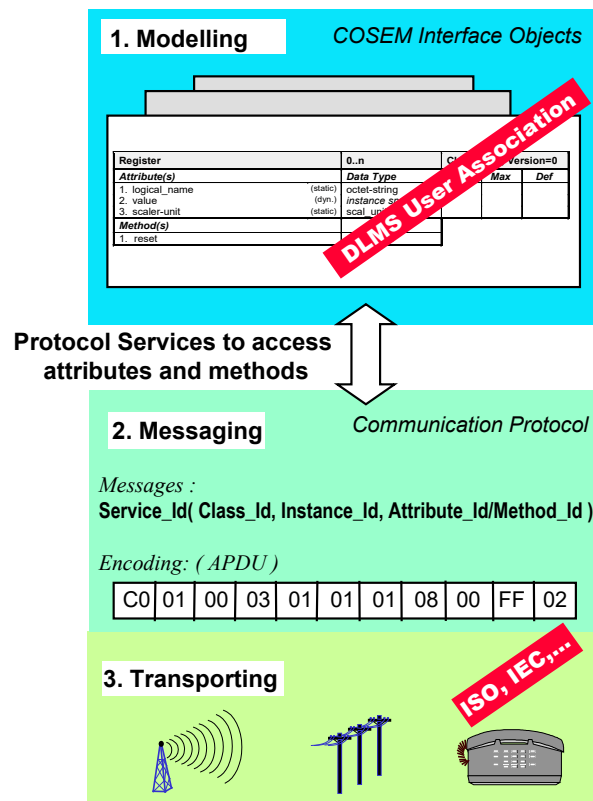 1. Modelling
COSEM Interface Objects
Register 0..n Version=0
Attribute(s) Data Type Max Def
1. logical_name (static) octet-string
2. value (dyn.) instance
3. scaler-unit (static)
Method(s)
1. reset
DLMS User Association
Protocol Services to access
attributes and methods
2. Messaging
Communication Protocol
Messages :
Service_Id( Class_Id, Instance_Id, Attribute_Id/Method_Id )
Encoding: ( APDU )
C0 01 00 03 01 01 01 08 00 FF 02
3. Transporting
ISO, IEC,...